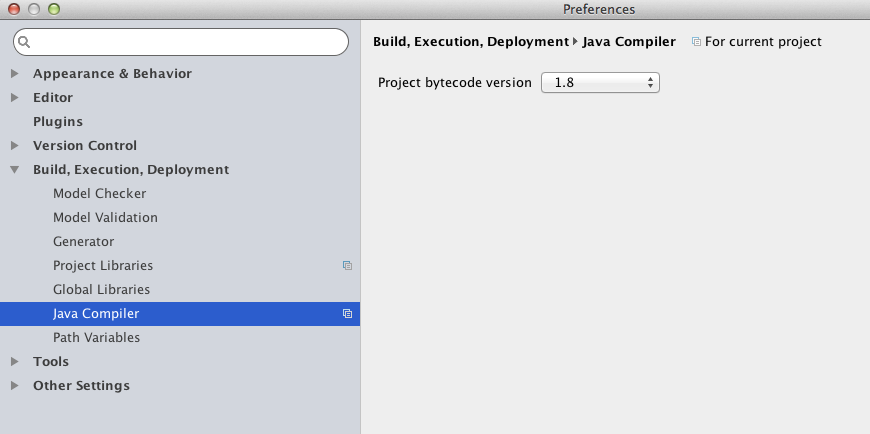 Preferences
Appearance & Behavior
Editor
Plugins
Version Control
Build, Execution, Deployment
Model Checker
Model Validation
Generator
Project Libraries
Global Libraries
Java Compiler
Path Variables
Tools
Other Settings
Build, Execution, Deployment Java Compiler For current project
Project bytecode version 1.8